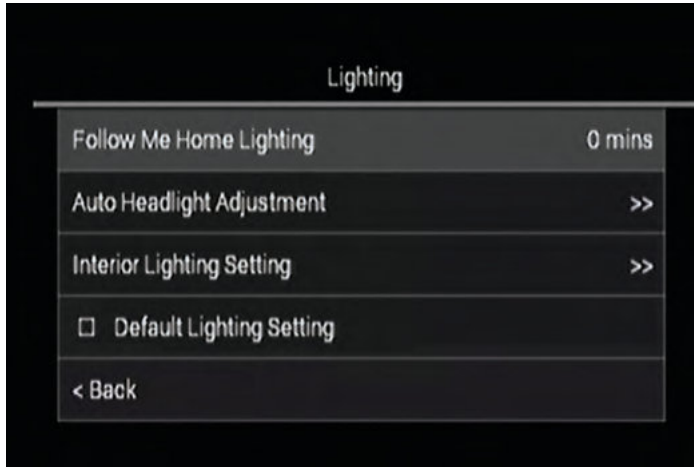 Lighting
Follow Me Home Lighting 0 mins
Auto Headlight Adjustment >>
Interior Lighting Setting >>
Default Lighting Setting
< Back